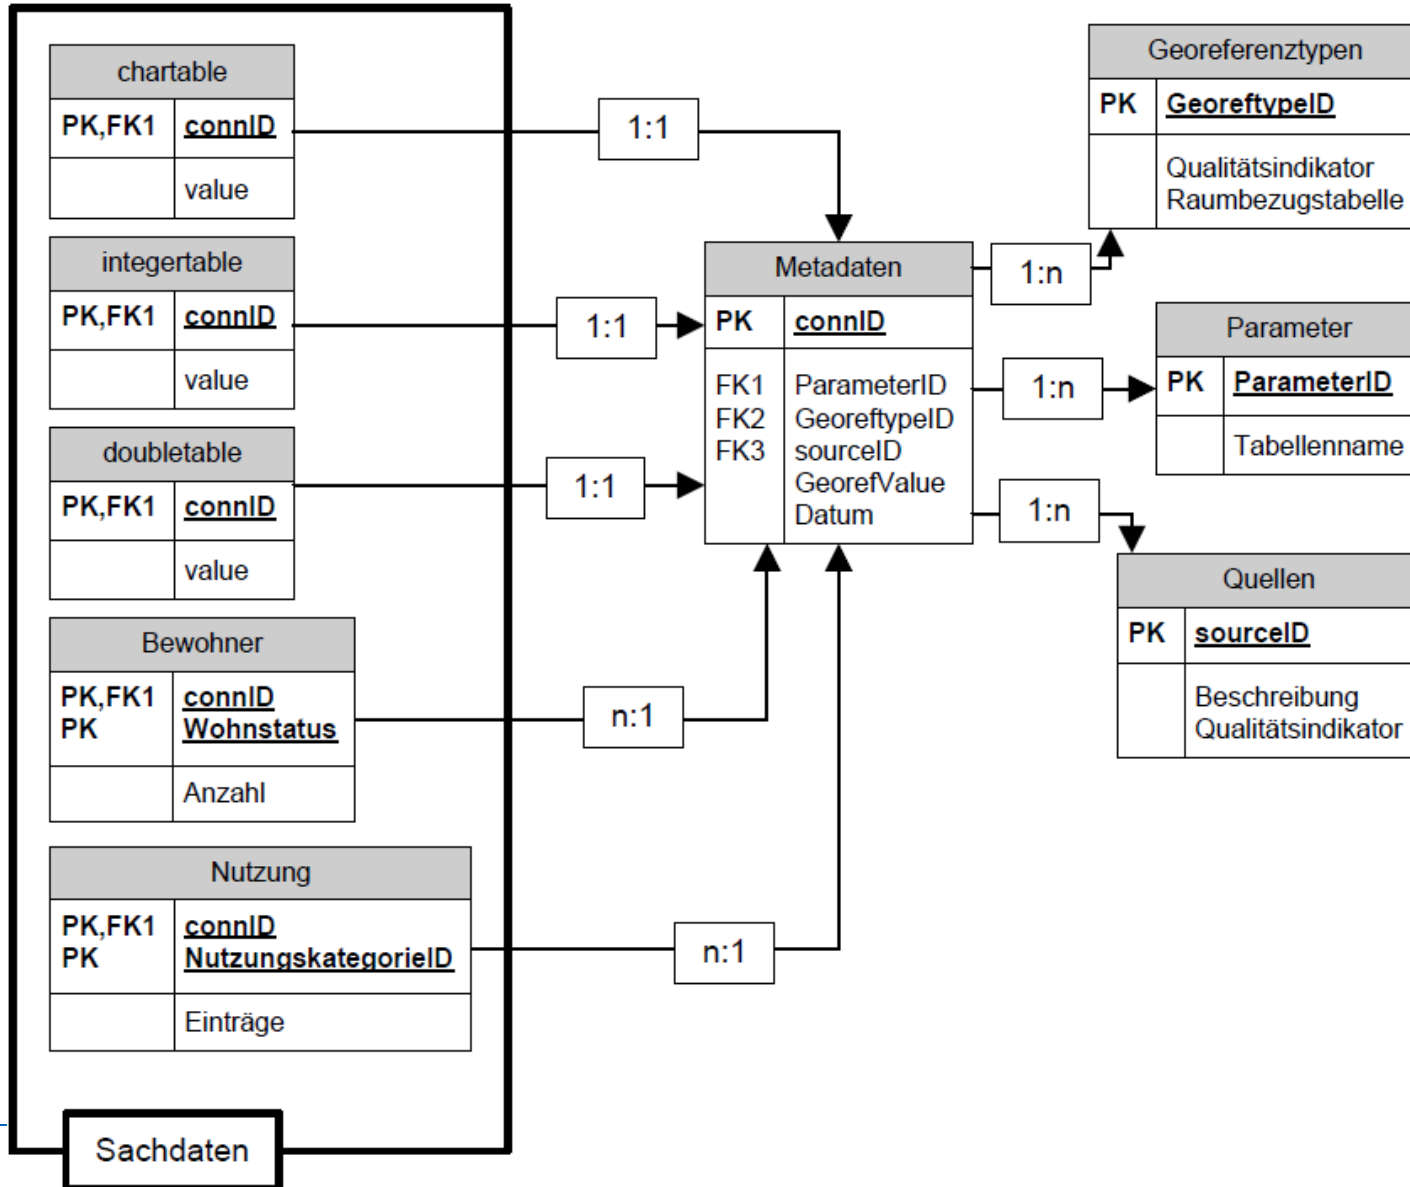 chartable
PK,FK1 connID
value
integertable
PK,FK1 connID
value
doubletable
PK,FK1 connID
value
Bewohner
PK,FK1 connID
PK Wohnstatus
Anzahl
Nutzung
PK,FK1 connID
PK NutzungskategorieID
Einträge
Sachdaten
1:1
1:1
1:1
n:1
n:1
Metadaten
PK connID
FK1 ParameterID
FK2 GeoreftypeID
FK3 sourceID
GeorefValue
Datum
1:n
1:n
1:n
Georeferenztypen
PK GeoreftypeID
Qualitätsindikator
Raumbezugstabelle
Parameter
PK ParameterID
Tabellenname
Quellen
PK sourceID
Beschreibung
Qualitätsindikator